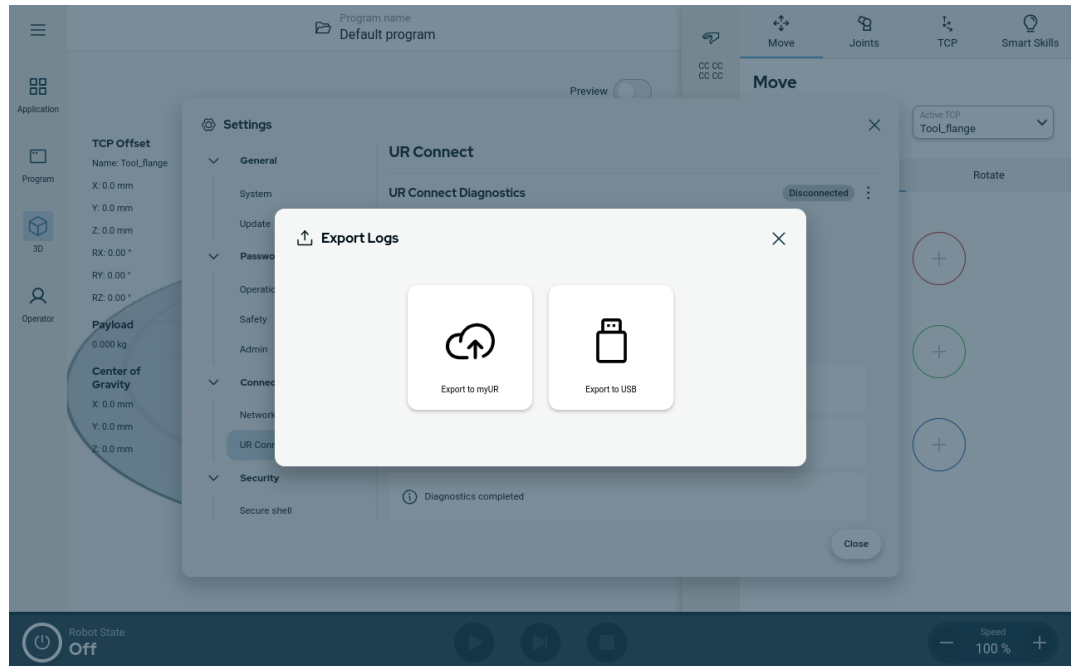 Program name
Default program
Application
Program
3D
Operator
TCP Offset
Name: Tool_flange
X: 0.0 mm
Y: 0.0 mm
Z: 0.0 mm
RX: 0.00 °
RY: 0.00 °
RZ: 0.00 °
Payload
0.000 kg
Center of
Gravity
X: 0.0 mm
Y: 0.0 mm
Z: 0.0 mm
Preview
Settings
General
System
Update
Passwo
Operatio
Safety
Admin
Connec
Network
UR Conn
Security
Secure shell
UR Connect
UR Connect Diagnostics
Disconnected
Diagnostics completed
Close
Export Logs
Export to myUR
Export to USB
CC CC
CC CC
Move
Joints
TCP
Smart Skills
Move
Active TCP
Tool_flange
Rotate
Robot State
Off
Speed
100 %